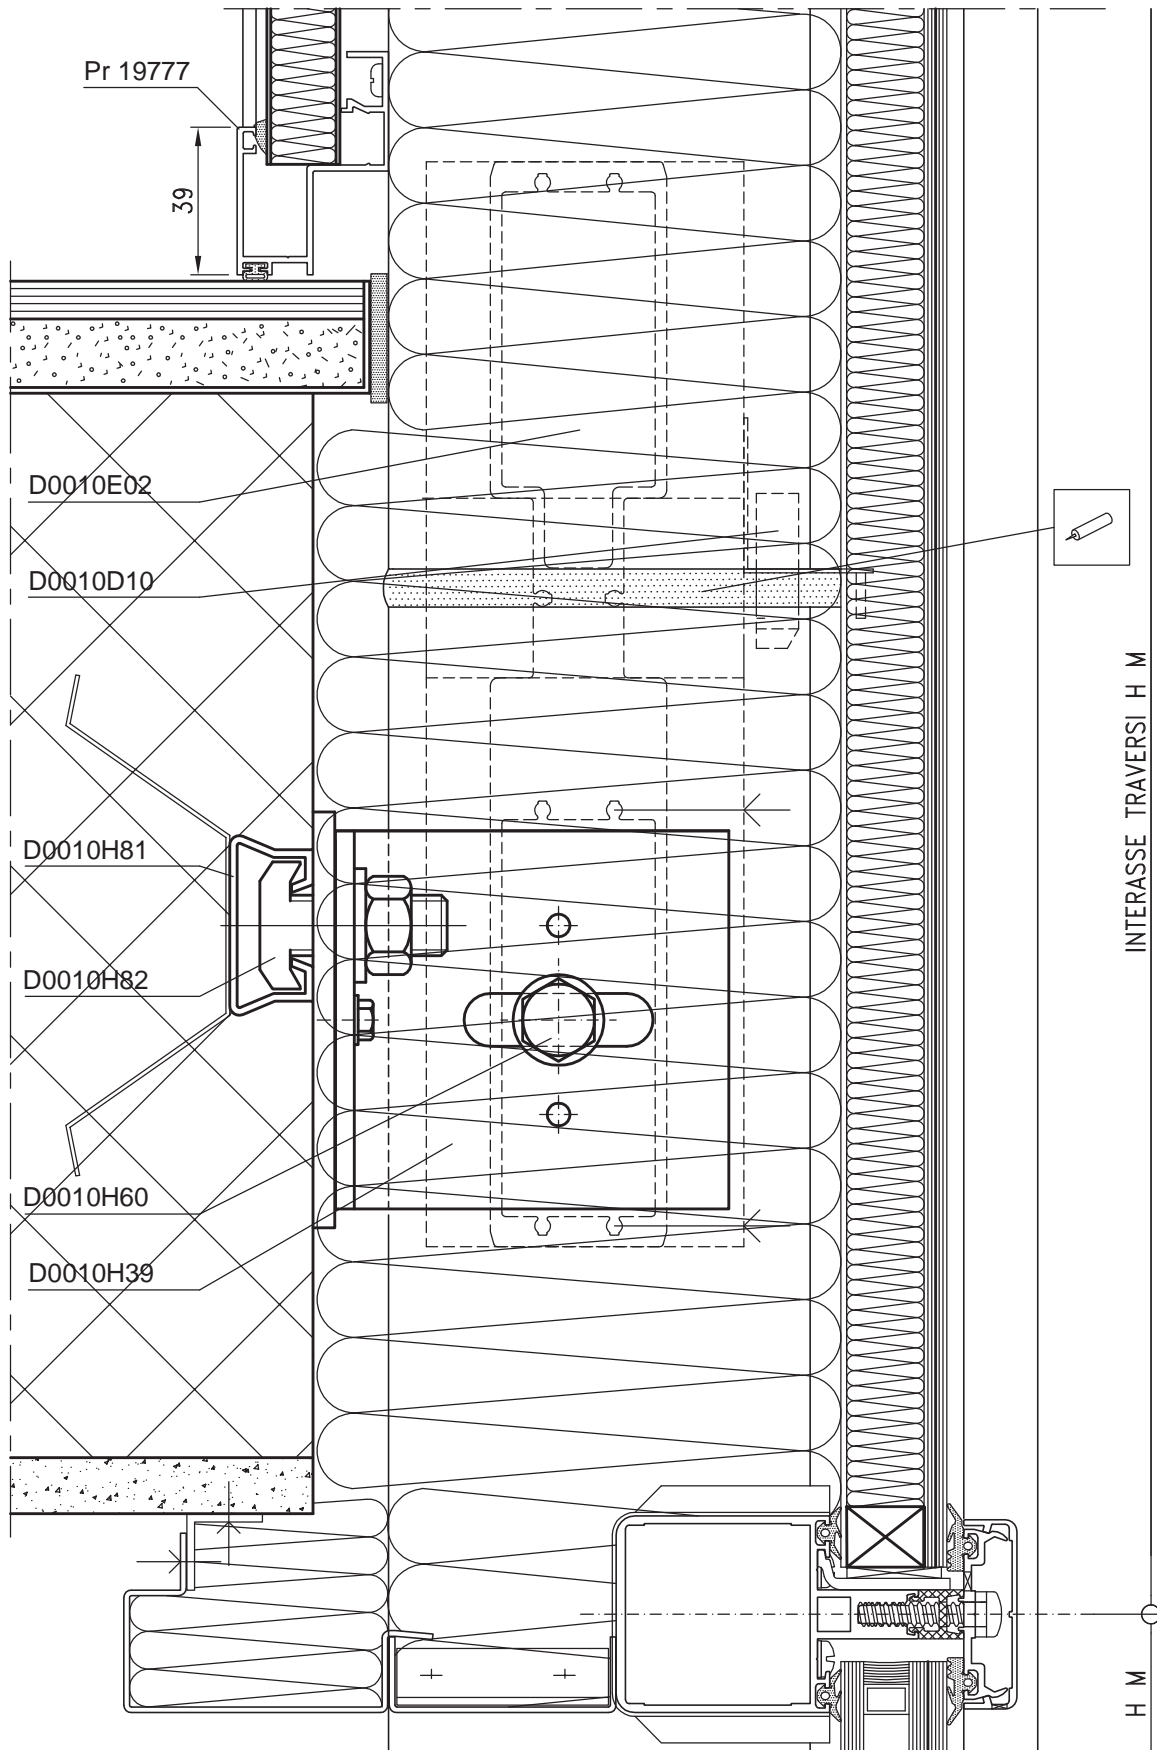 Pr 19777
39
D0010E02
D0010D10
D0010H81
D0010H82
D0010H60
D0010H39
INTERASSE TRAVERSI H M
H M